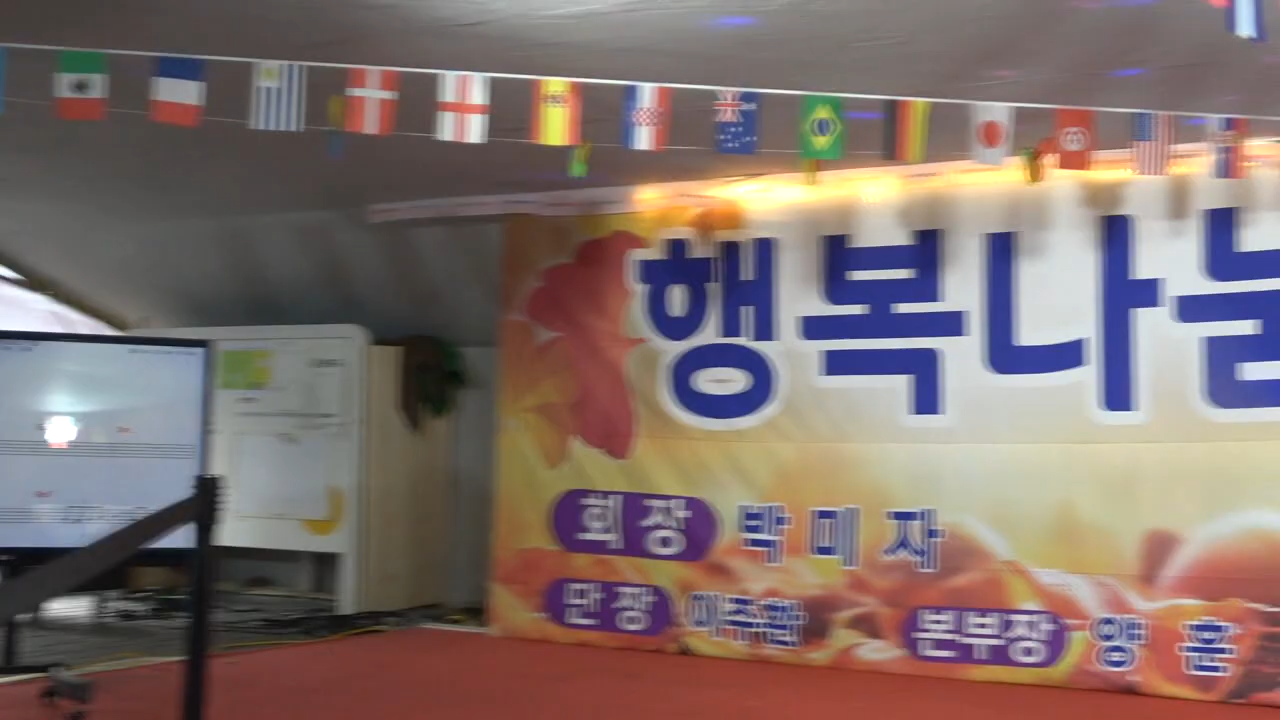 행복나눔
회장 박미자
단장
본부장 양훈